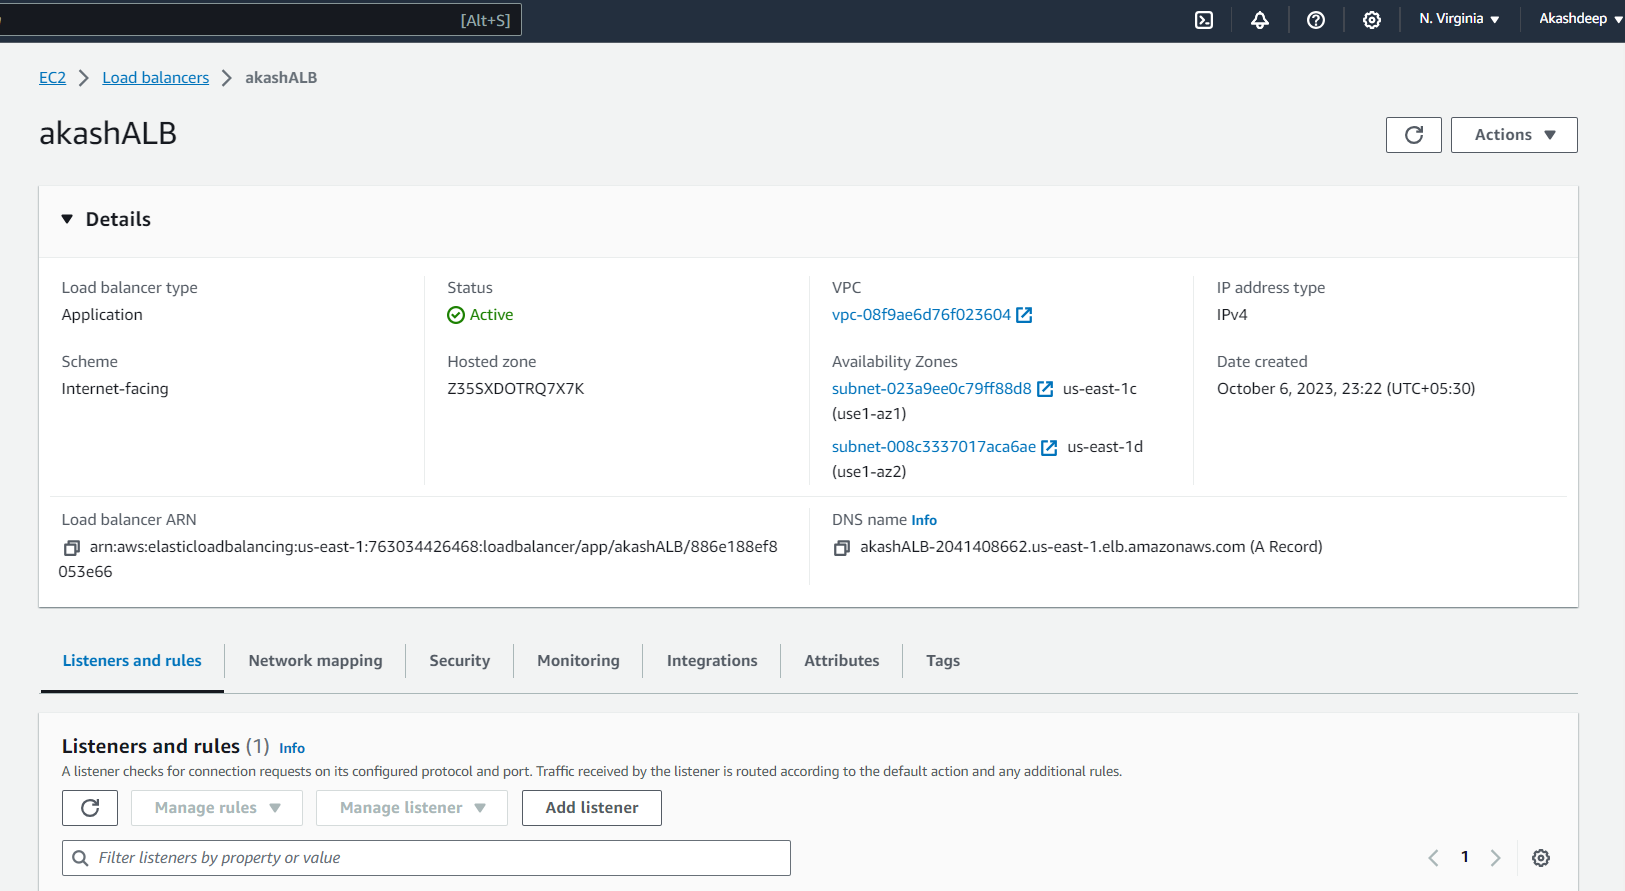 [Alt+S] N. Virginia Akashdeep
EC2 Load balancers akashALB
akashALB
Actions
Details
Load balancer type
Application
Status
Active
VPC
vpc-08f9ae6d76f023604
IP address type
IPv4
Scheme
Internet-facing
Hosted zone
Z35SXDOTRQ7X7K
Availability Zones
subnet-023a9ee0c79ff88d8 us-east-1c
(use1-az1)
subnet-008c3337017aca6ae us-east-1d
(use1-az2)
Date created
October 6, 2023, 23:22 (UTC+05:30)
Load balancer ARN
arn:aws:elasticloadbalancing:us-east-1:763034426468:loadbalancer/app/akashALB/886e188ef8
053e66
DNS name Info
akashALB-2041408662.us-east-1.elb.amazonaws.com (A Record)
Listeners and rules Network mapping Security Monitoring Integrations Attributes Tags
Listeners and rules (1) Info
A listener checks for connection requests on its configured protocol and port. Traffic received by the listener is routed according to the default action and any additional rules.
Manage rules Manage listener Add listener
Filter listeners by property or value
1